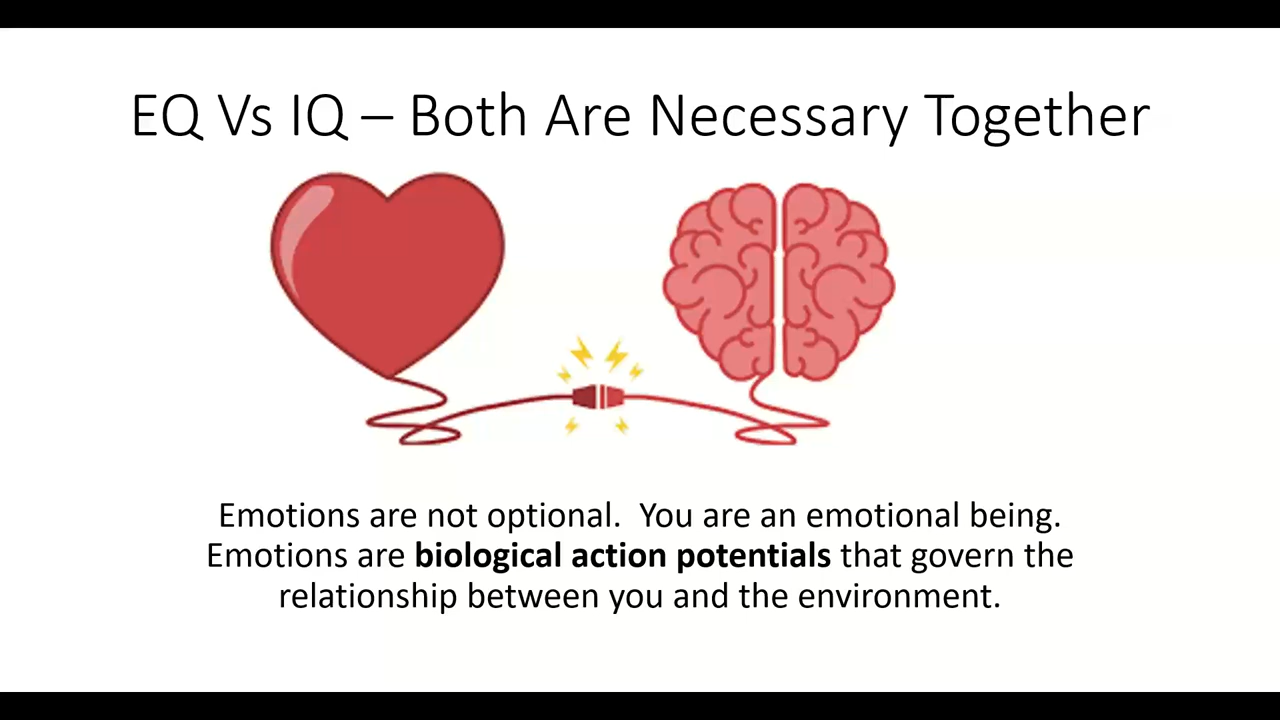 EQ Vs IQ – Both Are Necessary Together
Emotions are not optional.  You are an emotional being.
Emotions are biological action potentials that govern the
relationship between you and the environment.